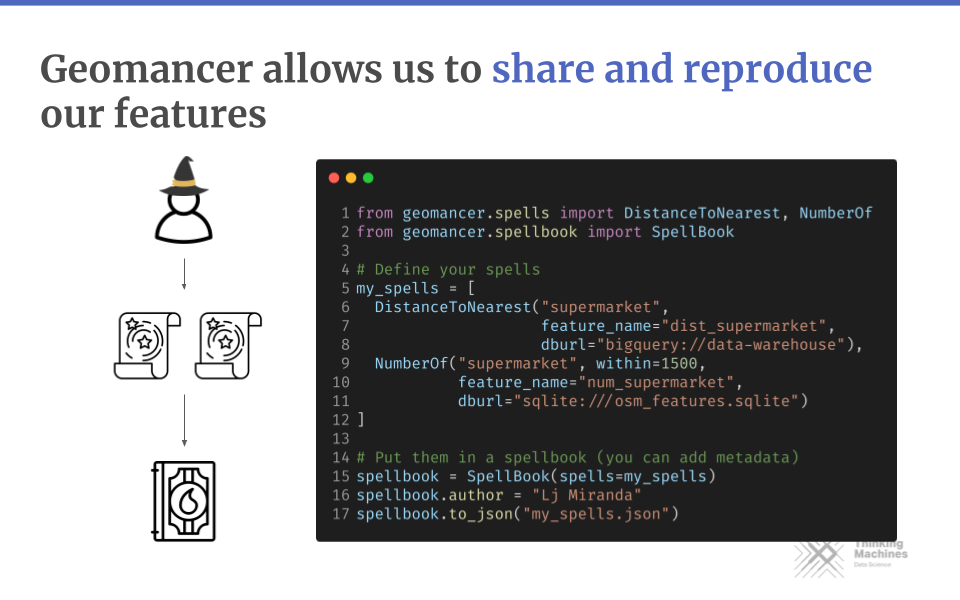 Geomancer allows us to share and reproduce
our features
1 from geomancer.spells import DistanceToNearest, NumberOf
2 from geomancer.spellbook import SpellBook
3
4 # Define your spells
5 my_spells = [
6   DistanceToNearest("supermarket",
7                     feature_name="dist_supermarket",
8                     dburl="bigquery://data-warehouse"),
9   NumberOf("supermarket", within=1500,
10            feature_name="num_supermarket",
11            dburl="sqlite:///osm_features.sqlite")
12 ]
13
14 # Put them in a spellbook (you can add metadata)
15 spellbook = SpellBook(spells=my_spells)
16 spellbook.author = "Lj Miranda"
17 spellbook.to_json("my_spells.json")
Thinking
Machines
Data Science